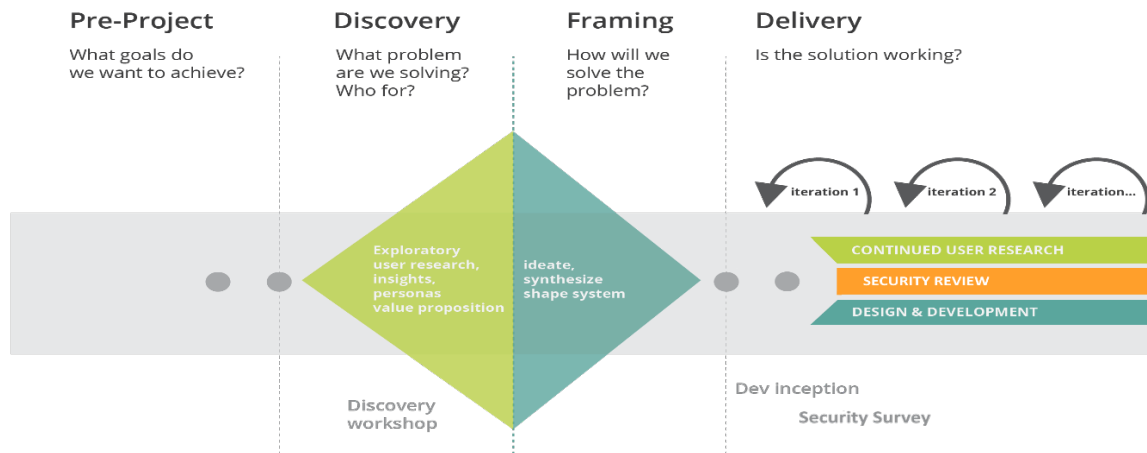 Pre-Project
What goals do
we want to achieve?
Discovery
What problem
are we solving?
Who for?
Framing
How will we
solve the
problem?
Delivery
Is the solution working?
iteration 1
iteration 2
iteration...
Exploratory
user research,
insights,
personas
value proposition
ideate,
synthesize
shape system
CONTINUED USER RESEARCH
SECURITY REVIEW
DESIGN & DEVELOPMENT
Discovery
workshop
Dev inception
Security Survey